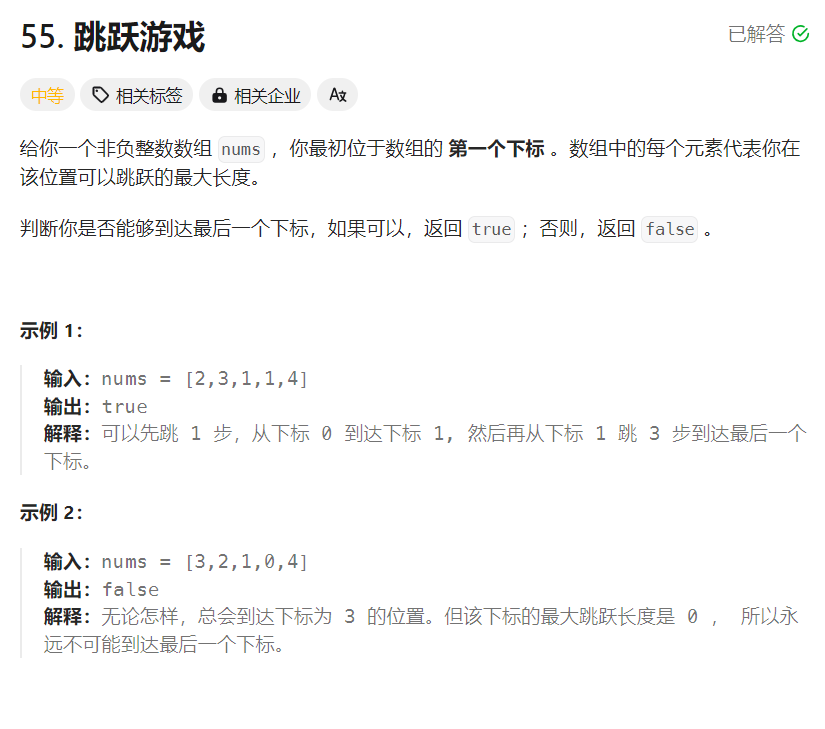 55. 跳跃游戏
已解答
中等 相关标签 相关企业
给你一个非负整数数组 nums ，你最初位于数组的 第一个下标 。数组中的每个元素代表你在
该位置可以跳跃的最大长度。
判断你是否能够到达最后一个下标，如果可以，返回 true ；否则，返回 false 。
示例 1：
输入：nums = [2,3,1,1,4]
输出：true
解释：可以先跳 1 步，从下标 0 到达下标 1, 然后再从下标 1 跳 3 步到达最后一个
下标。
示例 2：
输入：nums = [3,2,1,0,4]
输出：false
解释：无论怎样，总会到达下标为 3 的位置。但该下标的最大跳跃长度是 0 ， 所以永
远不可能到达最后一个下标。